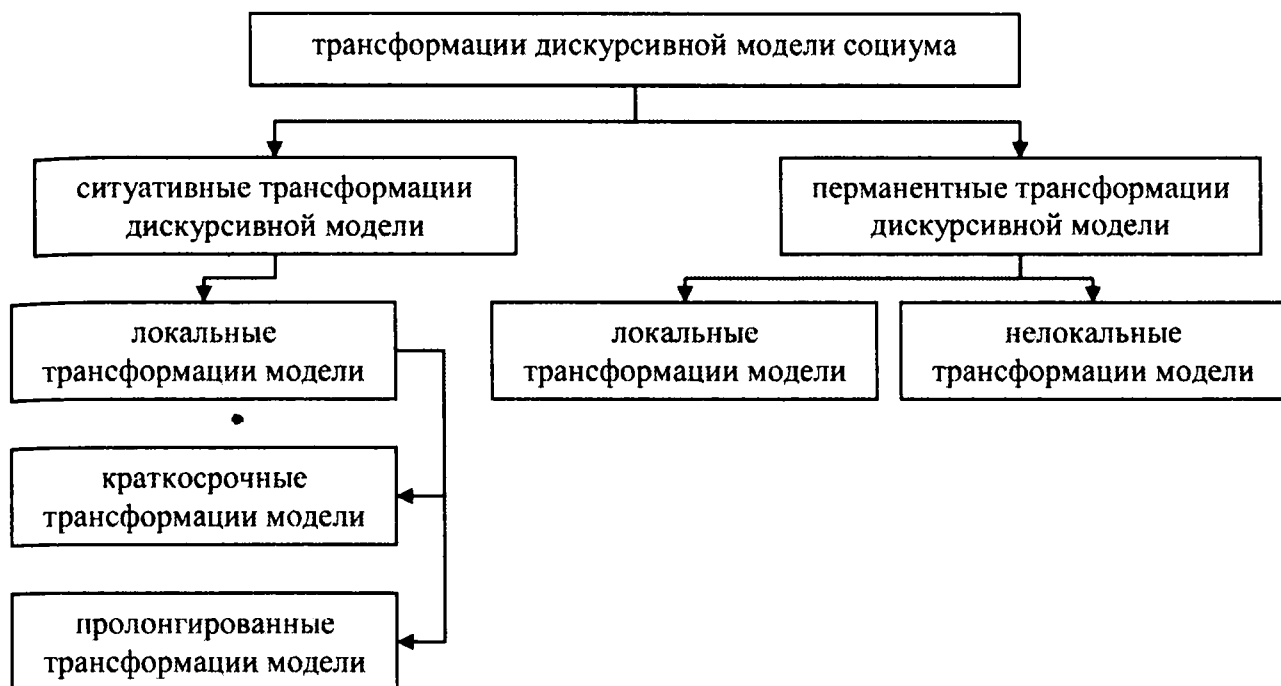 трансформации дискурсивной модели социума
ситуативные трансформации
дискурсивной модели
перманентные трансформации
дискурсивной модели
локальные
трансформации модели
локальные
трансформации модели
нелокальные
трансформации модели
краткосрочные
трансформации модели
пролонгированные
трансформации модели